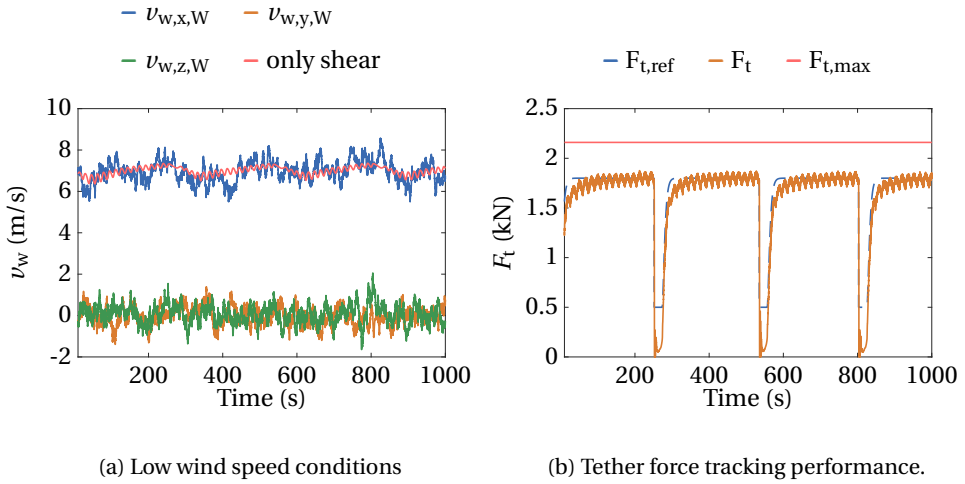 v_w,x,W v_w,y,W
v_w,z,W only shear
10
8
6
4
2
0
-2
v_w (m/s)
200 400 600 800 1000
Time (s)
(a) Low wind speed conditions
F_t,ref F_t F_t,max
2.5
2
1.5
1
0.5
0
F_t (kN)
200 400 600 800 1000
Time (s)
(b) Tether force tracking performance.